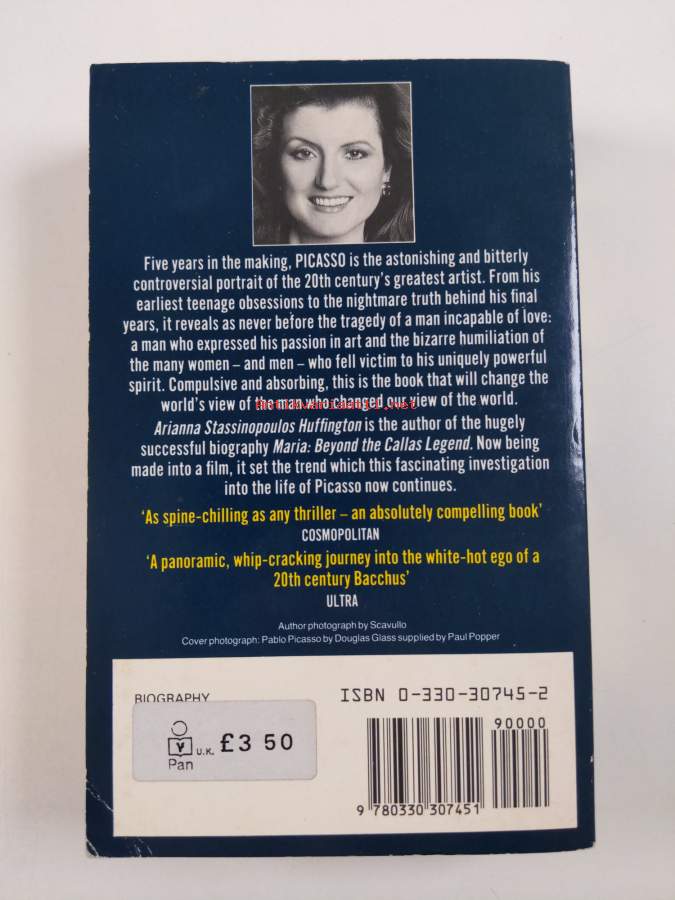 Five years in the making, PICASSO is the astonishing and bitterly
controversial portrait of the 20th century's greatest artist. From his
earliest teenage obsessions to the nightmare truth behind his final
years, it reveals as never before the tragedy of a man incapable of love:
a man who expressed his passion in art and the bizarre humiliation of
the many women – and men – who fell victim to his uniquely powerful
spirit. Compulsive and absorbing, this is the book that will change the
world's view of the man who changed our view of the world.
Arianna Stassinopoulos Huffington is the author of the hugely
successful biography Maria: Beyond the Callas Legend. Now being
made into a film, it set the trend which this fascinating investigation
into the life of Picasso now continues.
'As spine-chilling as any thriller – an absolutely compelling book'
COSMOPOLITAN
'A panoramic, whip-cracking journey into the white-hot ego of a
20th century Bacchus'
ULTRA
Author photograph by Scavullo
Cover photograph: Pablo Picasso by Douglas Glass supplied by Paul Popper
BIOGRAPHY
U.K. £3 50
Pan
ISBN 0-330-30745-2
90000
9 780330 307451